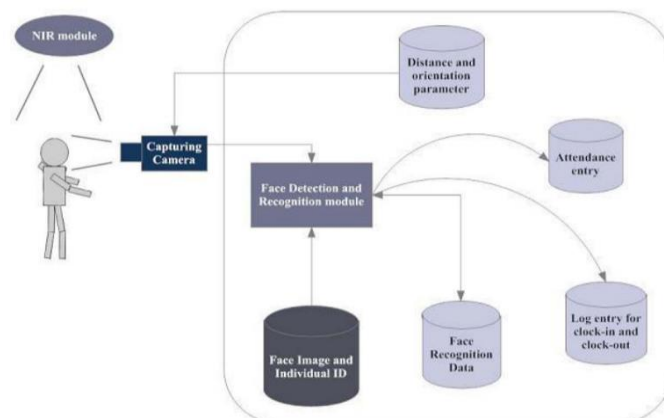 NIR module
Distance and
orientation
parameter
Capturing
Camera
Attendance
entry
Face Detection and
Recognition module
Log entry for
clock-in and
clock-out
Face Image and
Individual ID
Face
Recognition
Data